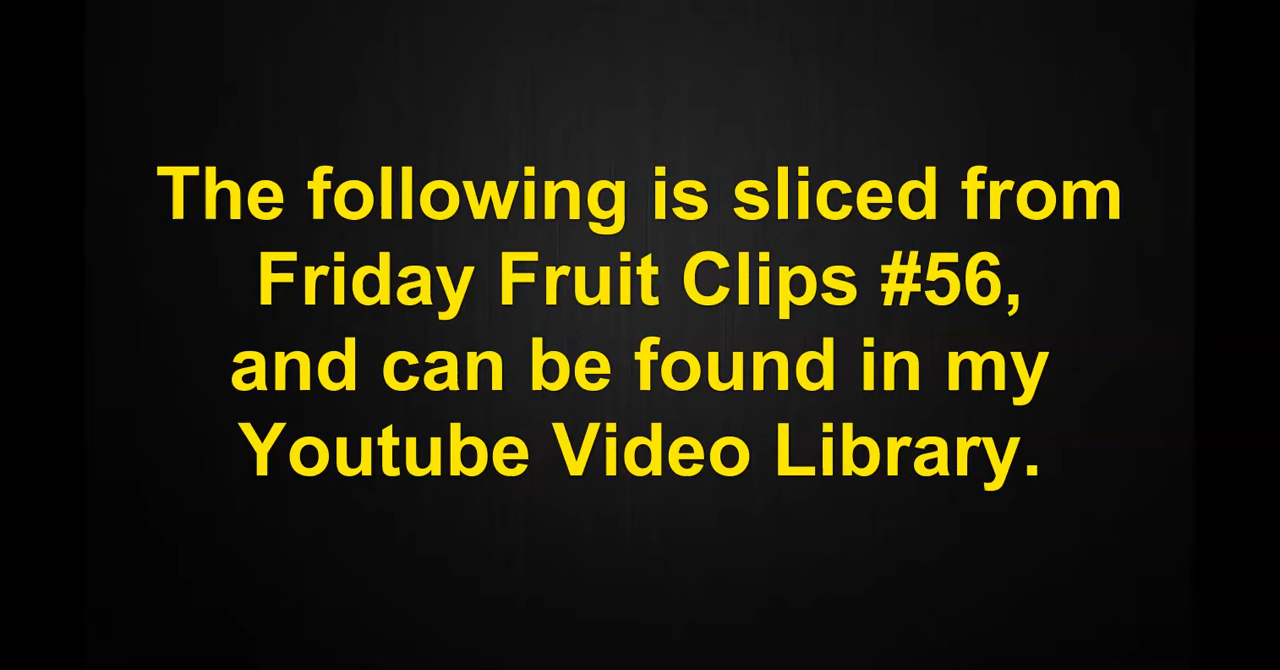 The following is sliced from
Friday Fruit Clips #56,
and can be found in my
Youtube Video Library.